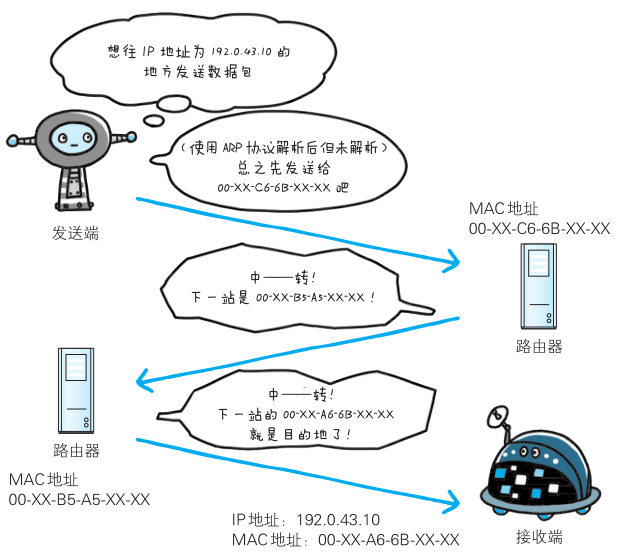 想往 IP 地址为 192.0.43.10 的
地方发送数据包
(使用 ARP 协议解析后但未解析)
总之先发送给
00-XX-C6-6B-XX-XX 吧
发送端
MAC 地址
00-XX-C6-6B-XX-XX
路由器
中——转!
下一站是 00-XX-B5-A5-XX-XX !
路由器
MAC 地址
00-XX-B5-A5-XX-XX
中——转!
下一站的 00-XX-A6-6B-XX-XX
就是目的地了!
IP 地址：192.0.43.10
MAC 地址：00-XX-A6-6B-XX-XX
接收端